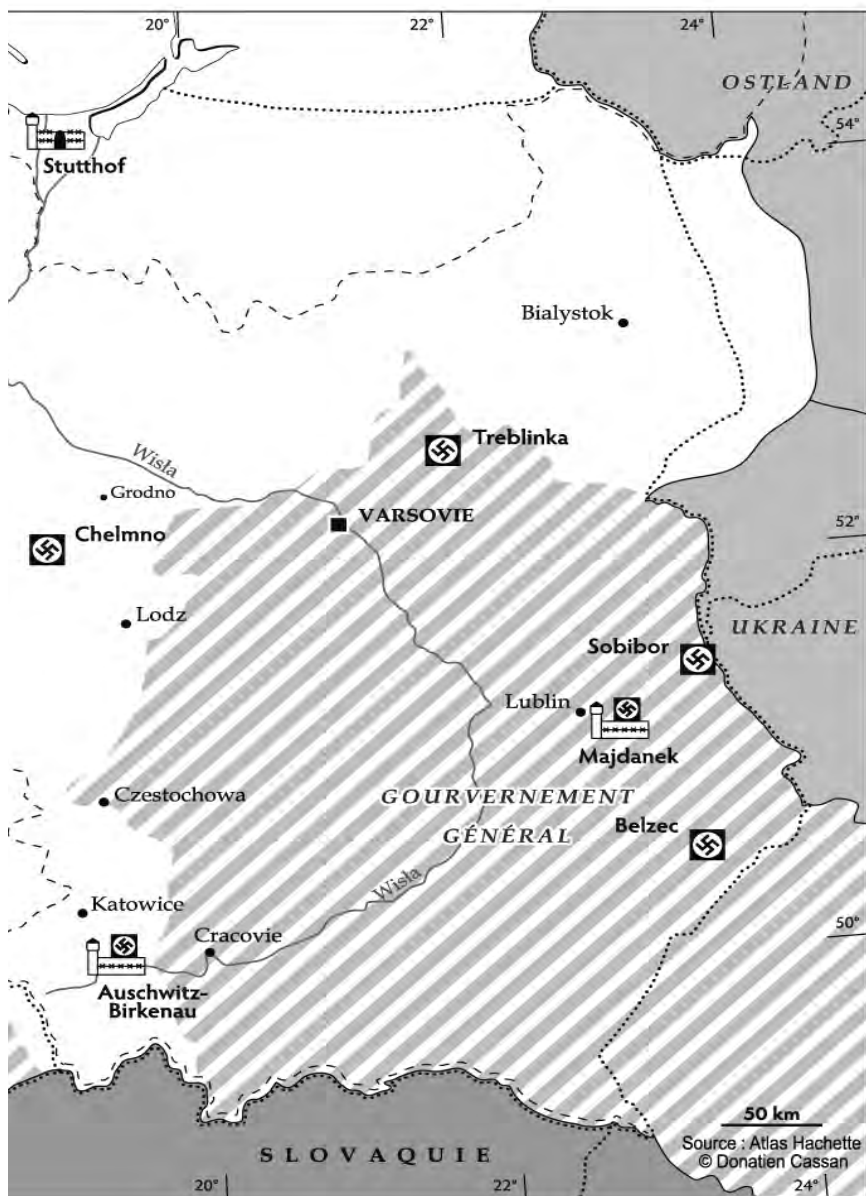 20°
22°
24°
OSTLAND
54°
Stutthof
Bialystok
Treblinka
Wisła
Grodno
VARSOVIE
52°
Chelmno
Lodz
UKRAINE
Sobibor
Lublin
Majdanek
GOURVERNEMENT
GÉNÉRAL
Czestochowa
Belzec
Wisła
Katowice
50°
Cracovie
Auschwitz-
Birkenau
50 km
Source : Atlas Hachette
© Donatien Cassan
SLOVAQUIE
20°
22°
24°